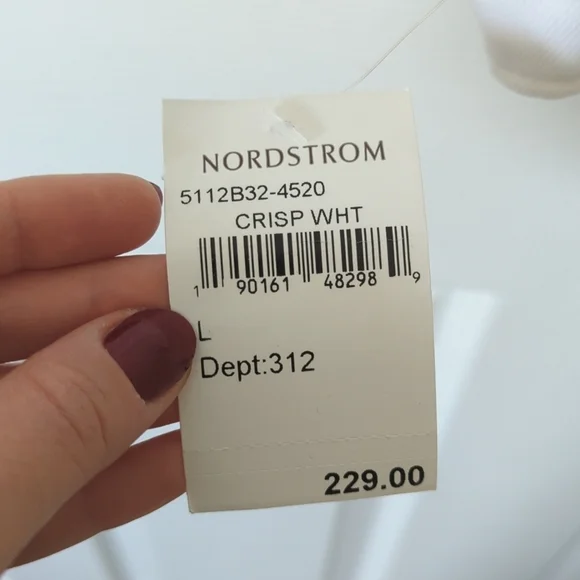 NORDSTROM
5112B32-4520
CRISP WHT
1 90161 48298 9
L
Dept:312
229.00